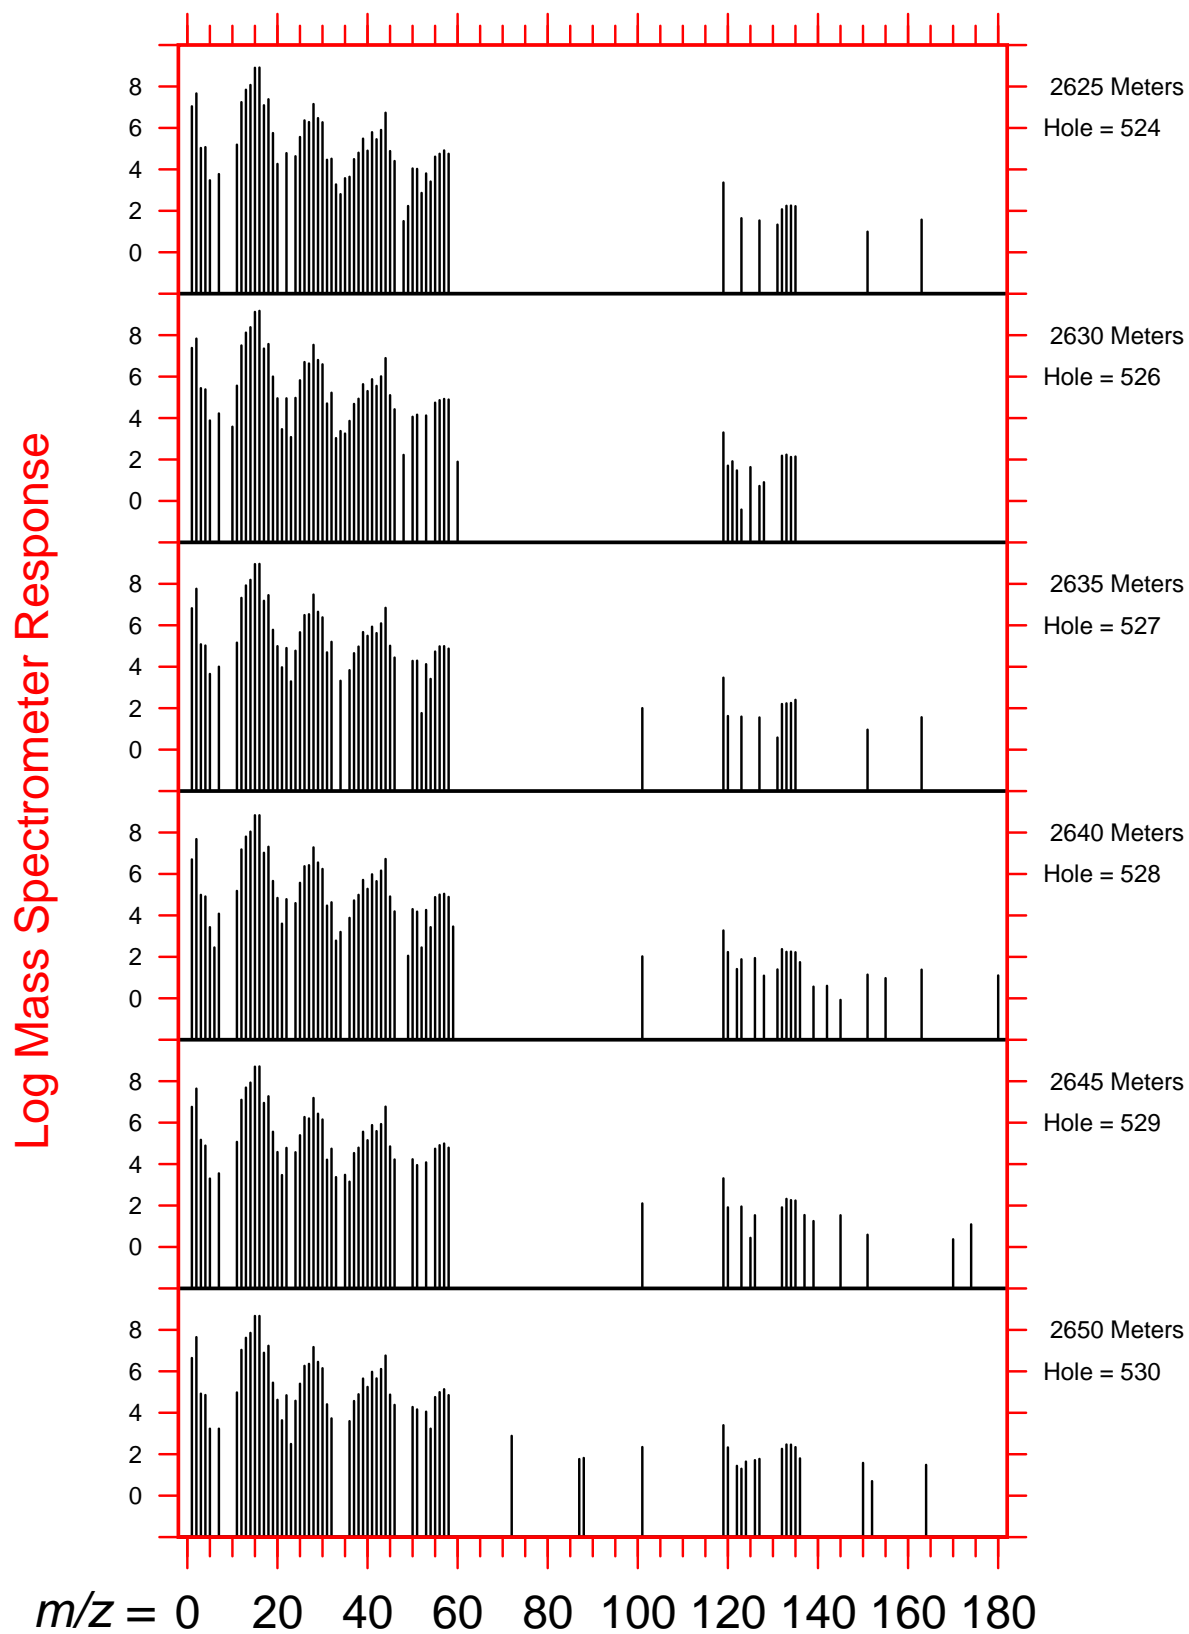 8
6
4
2
0
2625 Meters
Hole = 524
8
6
4
2
0
2630 Meters
Hole = 526
8
6
4
2
0
2635 Meters
Hole = 527
8
6
4
2
0
2640 Meters
Hole = 528
8
6
4
2
0
2645 Meters
Hole = 529
8
6
4
2
0
2650 Meters
Hole = 530
Log Mass Spectrometer Response
m/z = 0 20 40 60 80 100 120 140 160 180